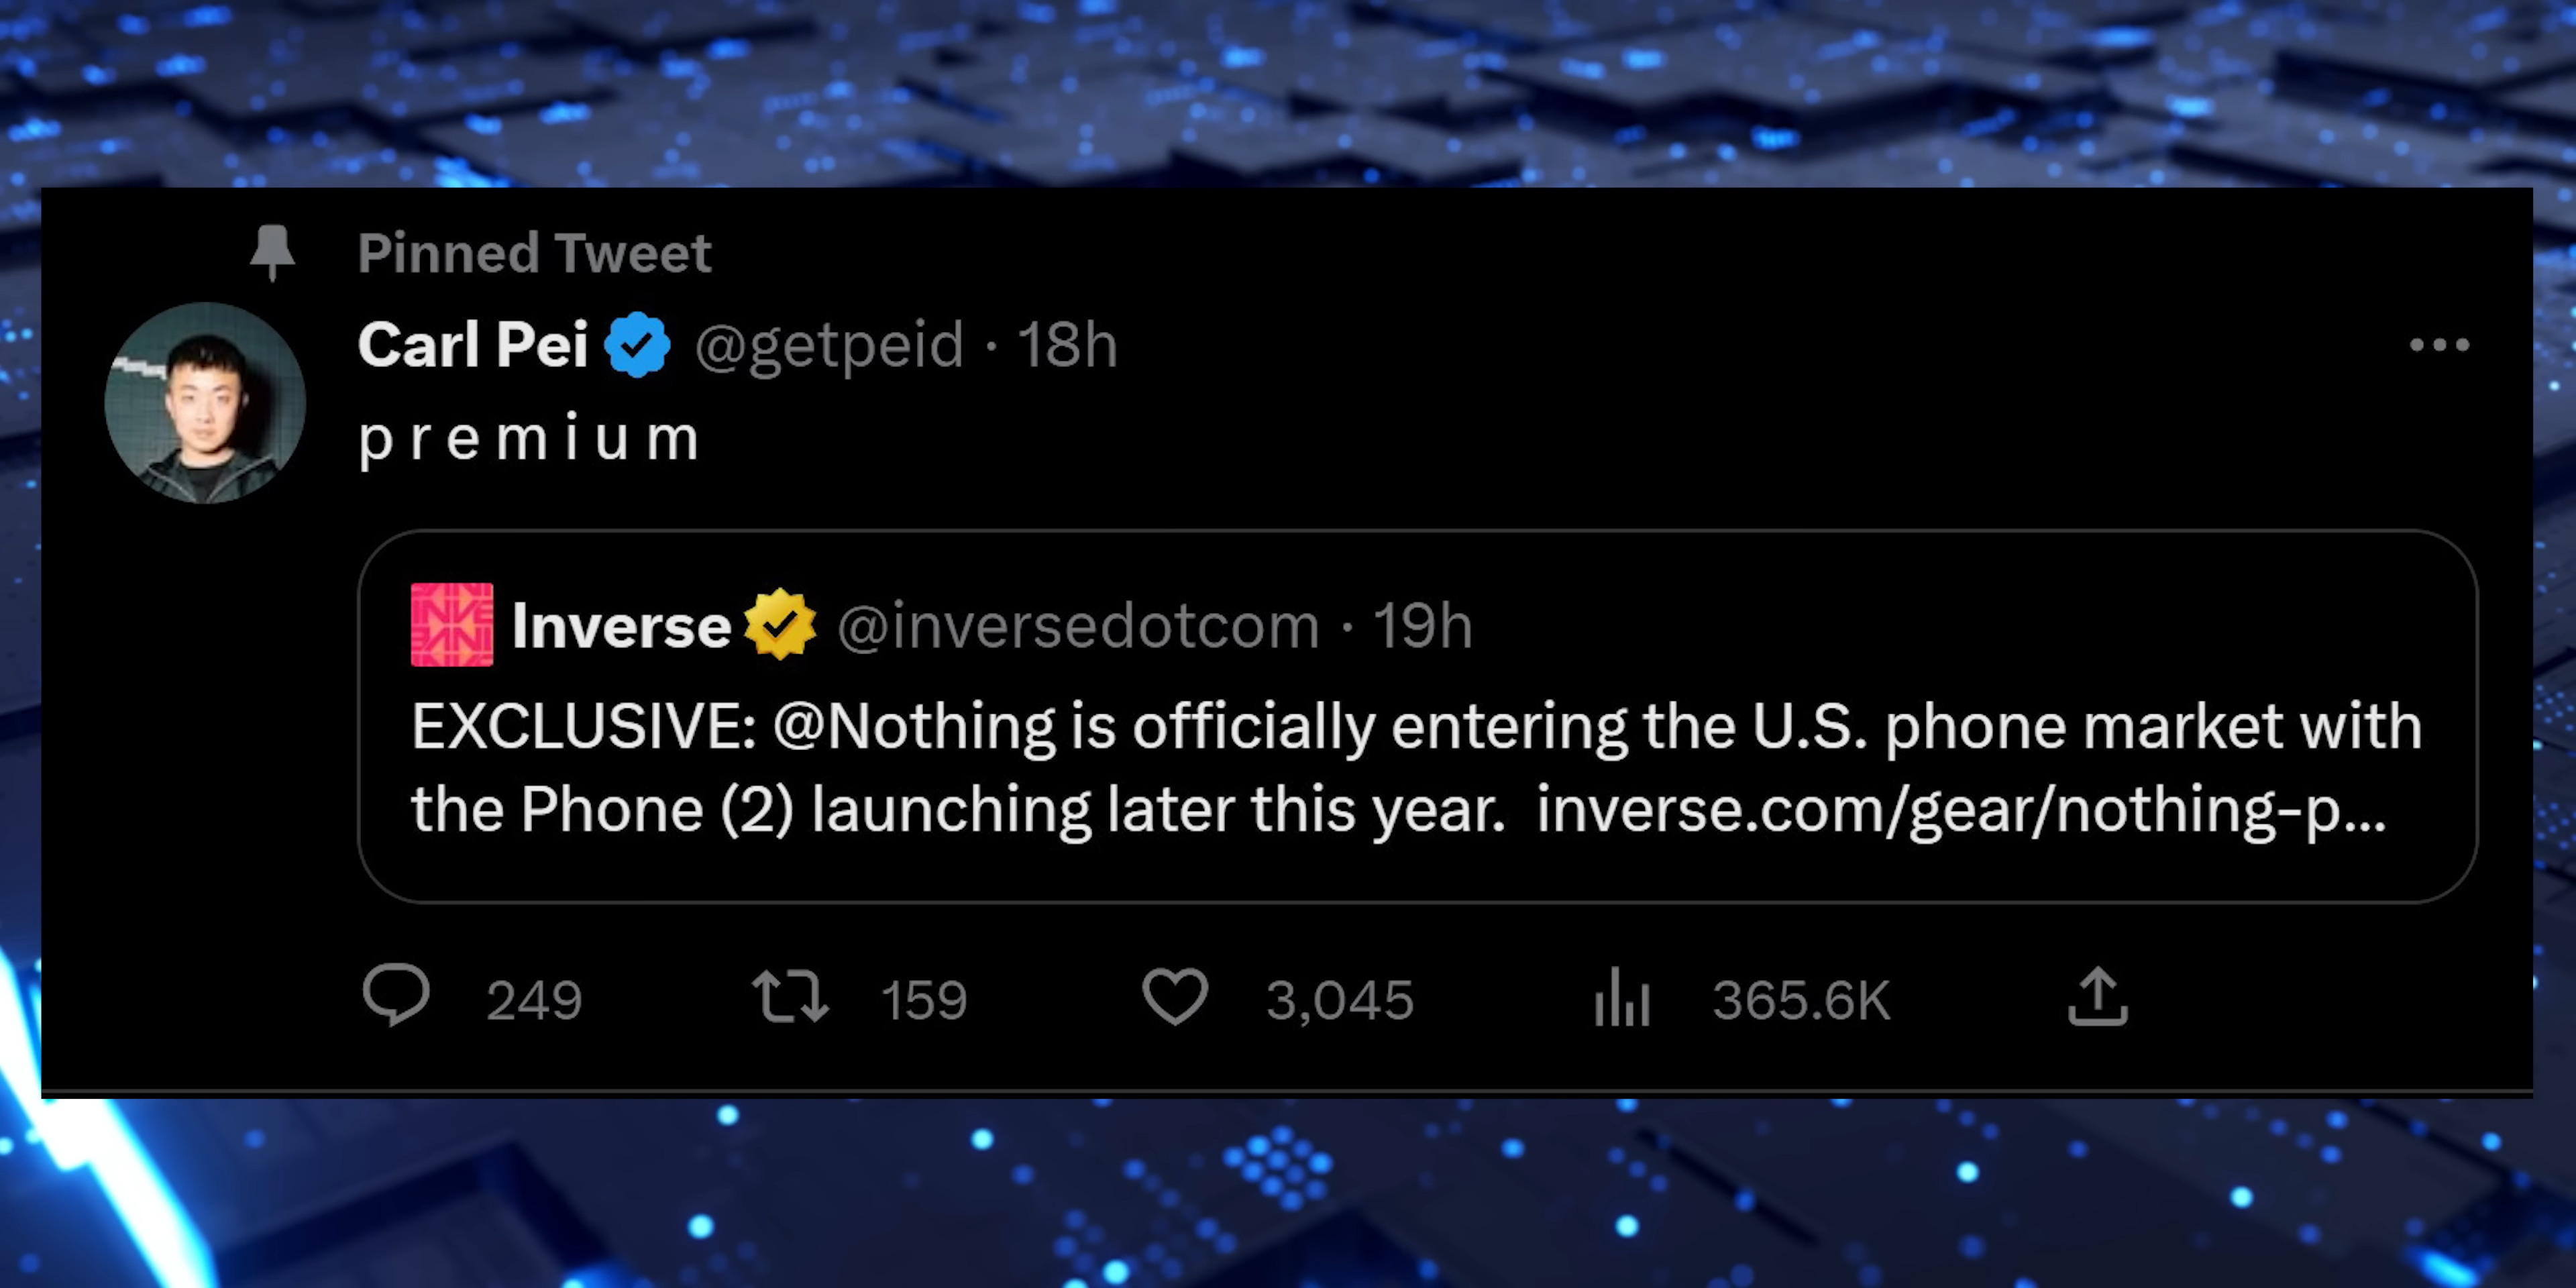 Pinned Tweet
Carl Pei @getpeid · 18h
p r e m i u m
Inverse @inversedotcom · 19h
EXCLUSIVE: @Nothing is officially entering the U.S. phone market with
the Phone (2) launching later this year. inverse.com/gear/nothing-p...
249 159 3,045 365.6K